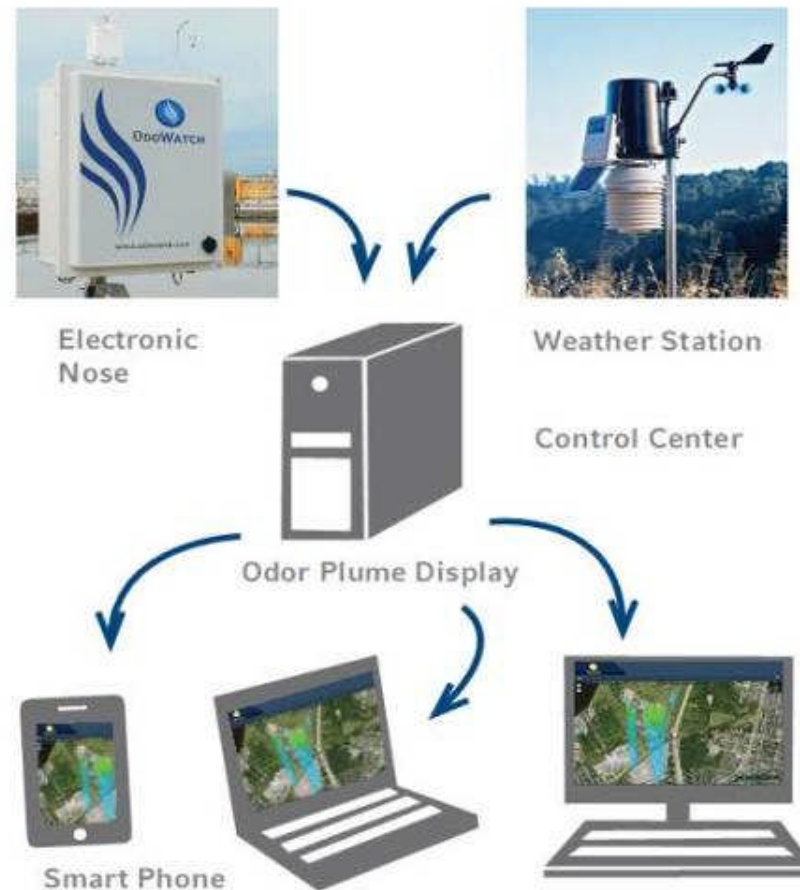 OdoWatch
Electronic
Nose
Weather Station
Control Center
Odor Plume Display
Smart Phone